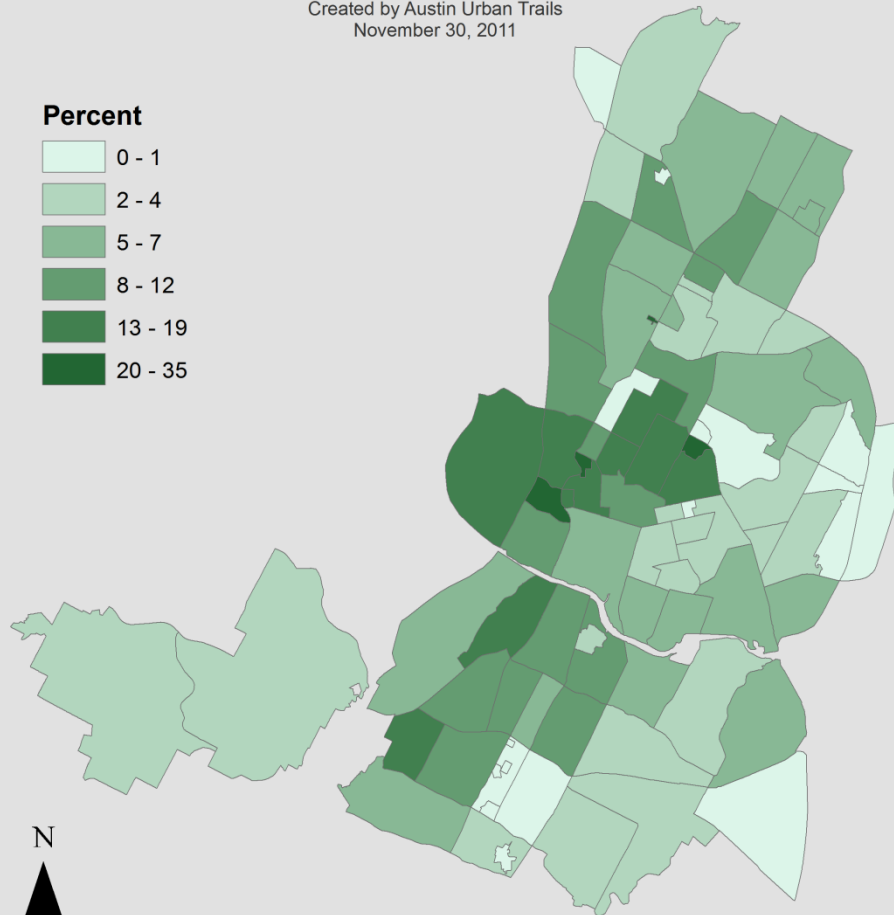 Created by Austin Urban Trails
November 30, 2011
Percent
0 - 1
2 - 4
5 - 7
8 - 12
13 - 19
20 - 35
N